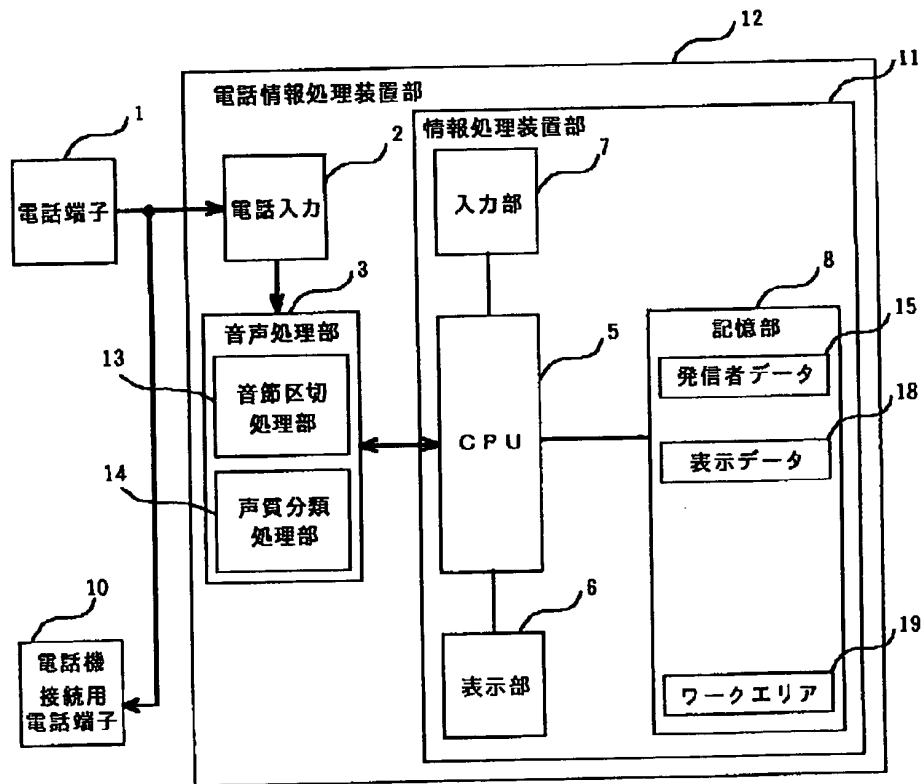 12
電話情報処理装置部
11
1
情報処理装置部
2
7
電話端子
電話入力
入力部
3
8
音声処理部
記憶部
15
13
5
音節区切
処理部
発信者データ
18
CPU
表示データ
14
声質分類
処理部
6
10
19
電話機
接続用
電話端子
表示部
ワークエリア